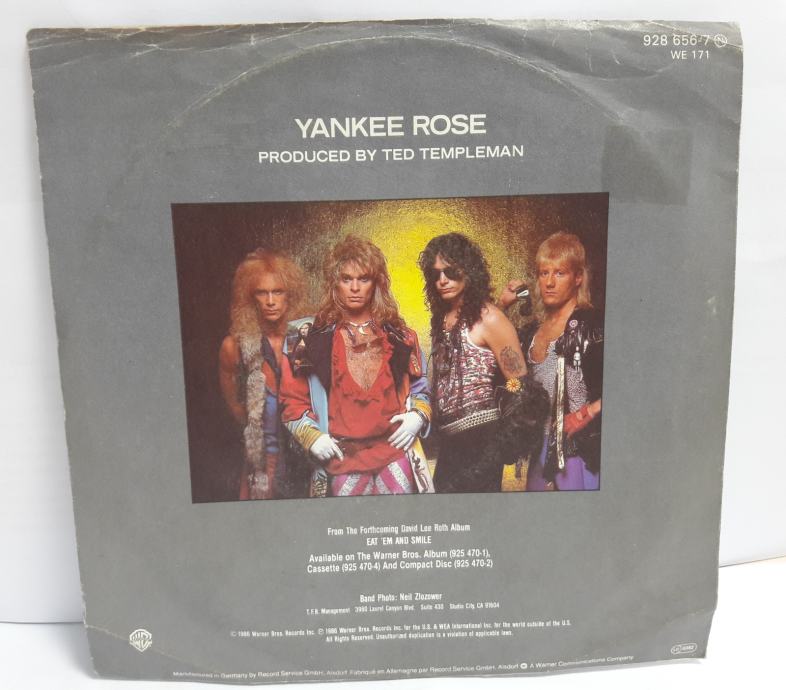 928 656-7 N
WE 171
YANKEE ROSE
PRODUCED BY TED TEMPLEMAN
From The Forthcoming David Lee Roth Album
EAT 'EM AND SMILE
Available on The Warner Bros. Album (925 470-1),
Cassette (925 470-4) And Compact Disc (925 470-2)
Band Photo: Neil Zlozower
T.F.B. Management 3960 Laurel Canyon Blvd. Suite 430 Studio City, CA 91604
© 1986 Warner Bros. Records Inc. ℗ 1986 Warner Bros. Records Inc. for the U.S. & WEA International Inc. for the world outside of the U.S.
All Rights Reserved. Unauthorized duplication is a violation of applicable laws.
Manufactured in Germany by Record Service GmbH, Alsdorf. Fabriqué en Allemagne par Record Service GmbH, Alsdorf A Warner Communications Company